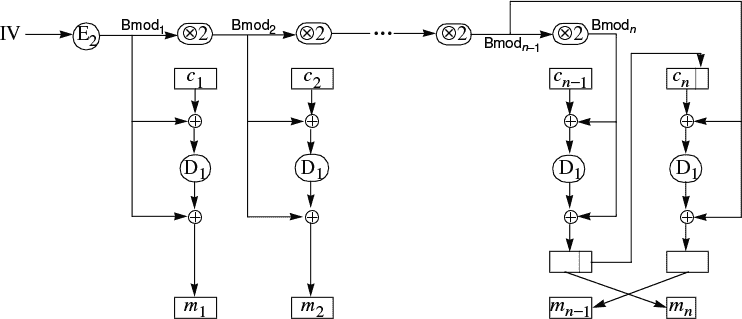 IV E₂ Bmod₁ ⊗2 Bmod₂ ⊗2 ... ⊗2 Bmodₙ₋₁ ⊗2 Bmodₙ
c₁ c₂ cₙ₋₁ cₙ
⊕ ⊕ ⊕ ⊕
D₁ D₁ D₁ D₁
⊕ ⊕ ⊕ ⊕
m₁ m₂ mₙ₋₁ mₙ